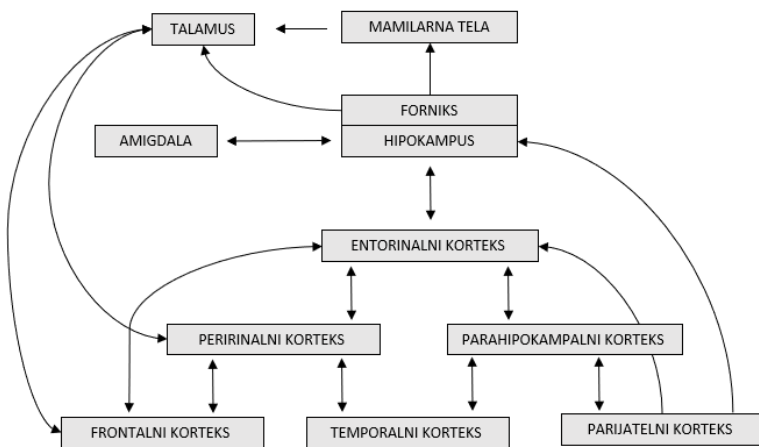 TALAMUS
MAMILARNA TELA
FORNIKS
AMIGDALA
HIPOKAMPUS
ENTORINALNI KORTEKS
PERIRINALNI KORTEKS
PARAHIPOKAMPALNI KORTEKS
FRONTALNI KORTEKS
TEMPORALNI KORTEKS
PARIJATELNI KORTEKS